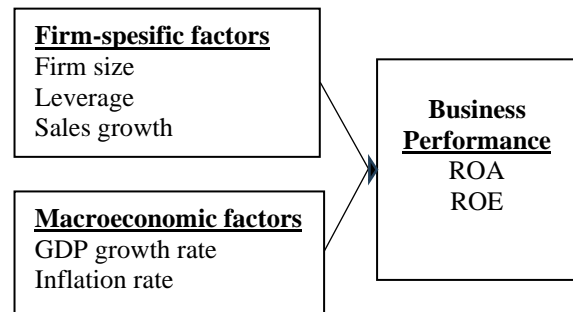 Firm-spesific factors
Firm size
Leverage
Sales growth
Macroeconomic factors
GDP growth rate
Inflation rate
Business
Performance
ROA
ROE